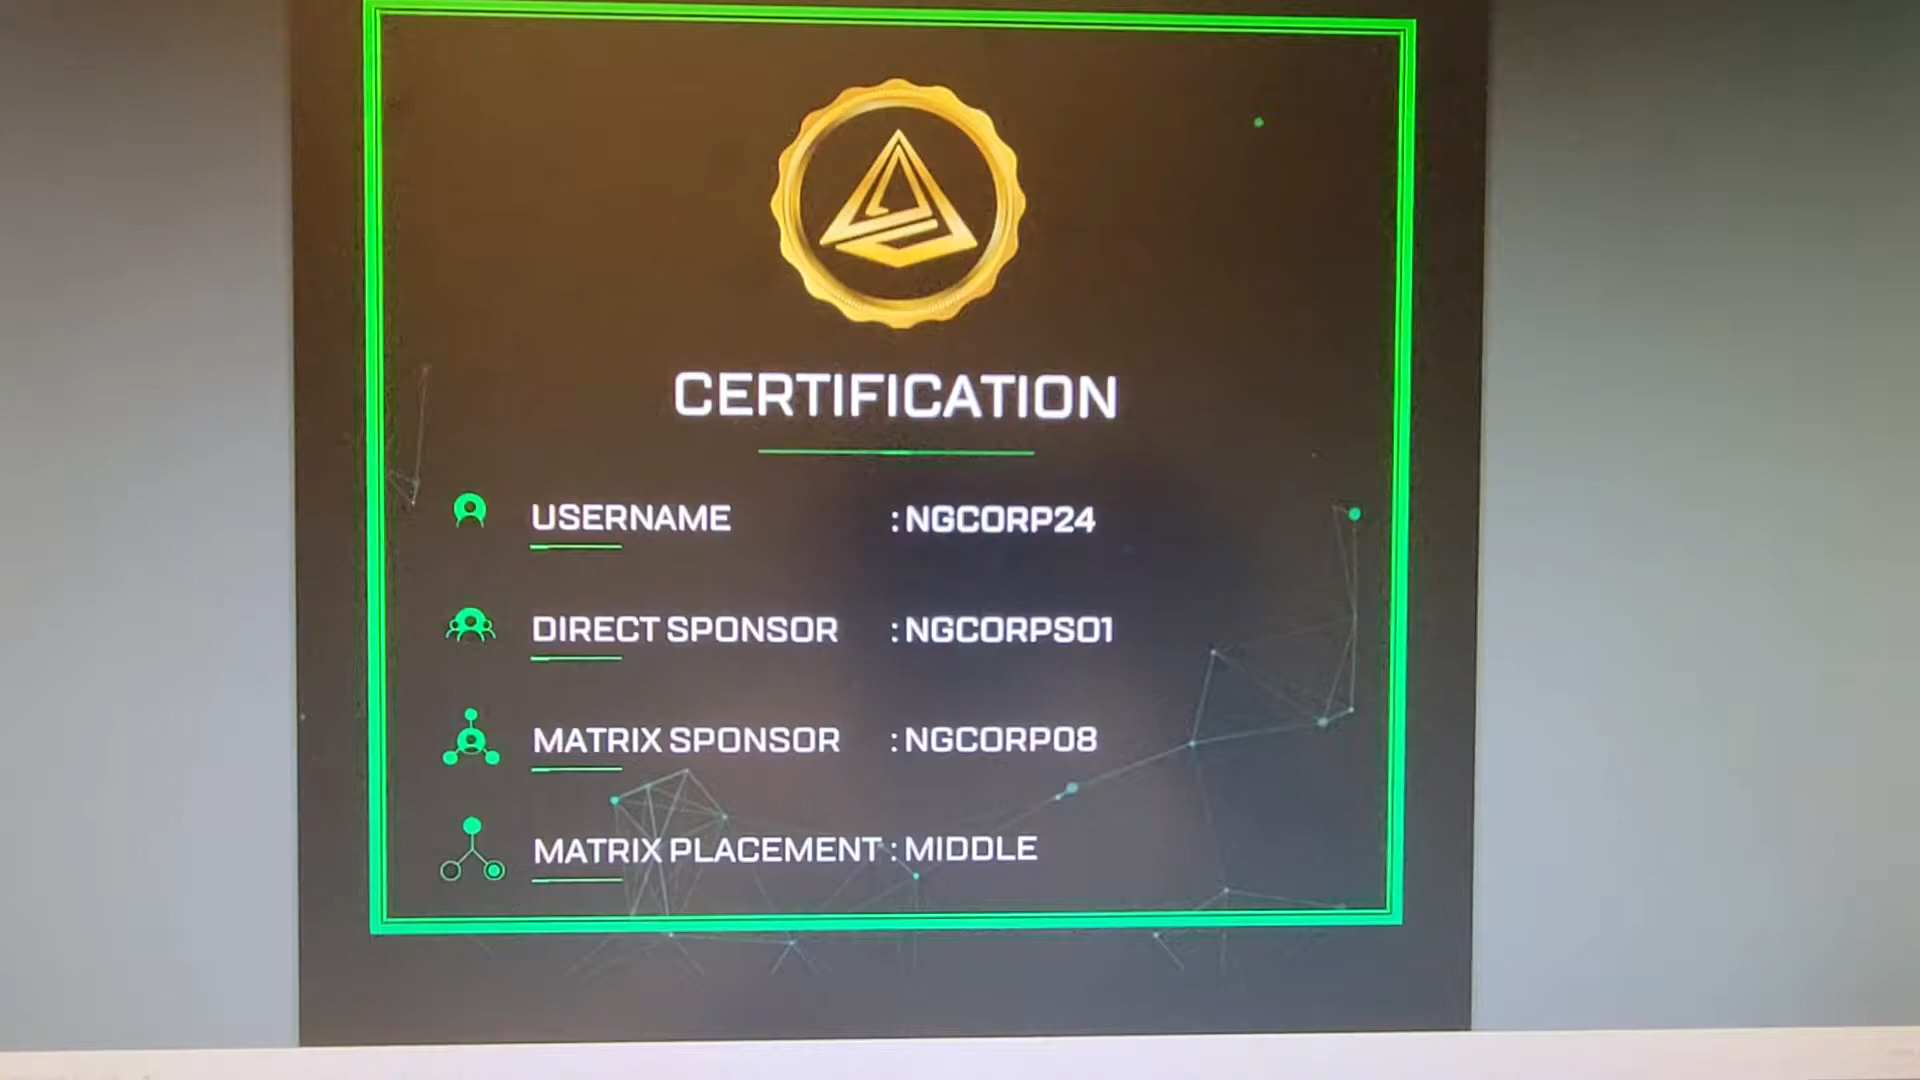 CERTIFICATION
USERNAME : NGCORP24
DIRECT SPONSOR : NGCORPS01
MATRIX SPONSOR : NGCORP08
MATRIX PLACEMENT : MIDDLE